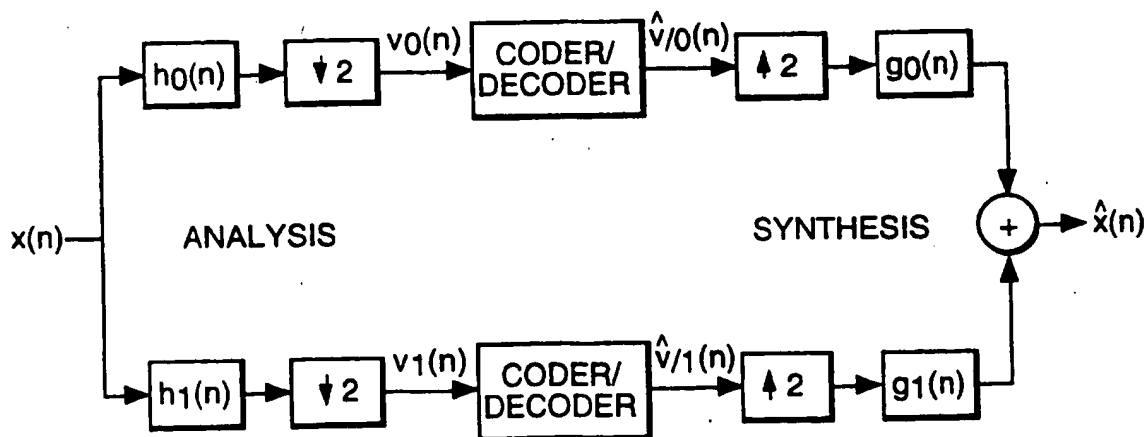 h0(n)
↓ 2
v0(n)
CODER/
DECODER
v̂/0(n)
↑ 2
g0(n)
x(n)
ANALYSIS
SYNTHESIS
+
x̂(n)
h1(n)
↓ 2
v1(n)
CODER/
DECODER
v̂/1(n)
↑ 2
g1(n)